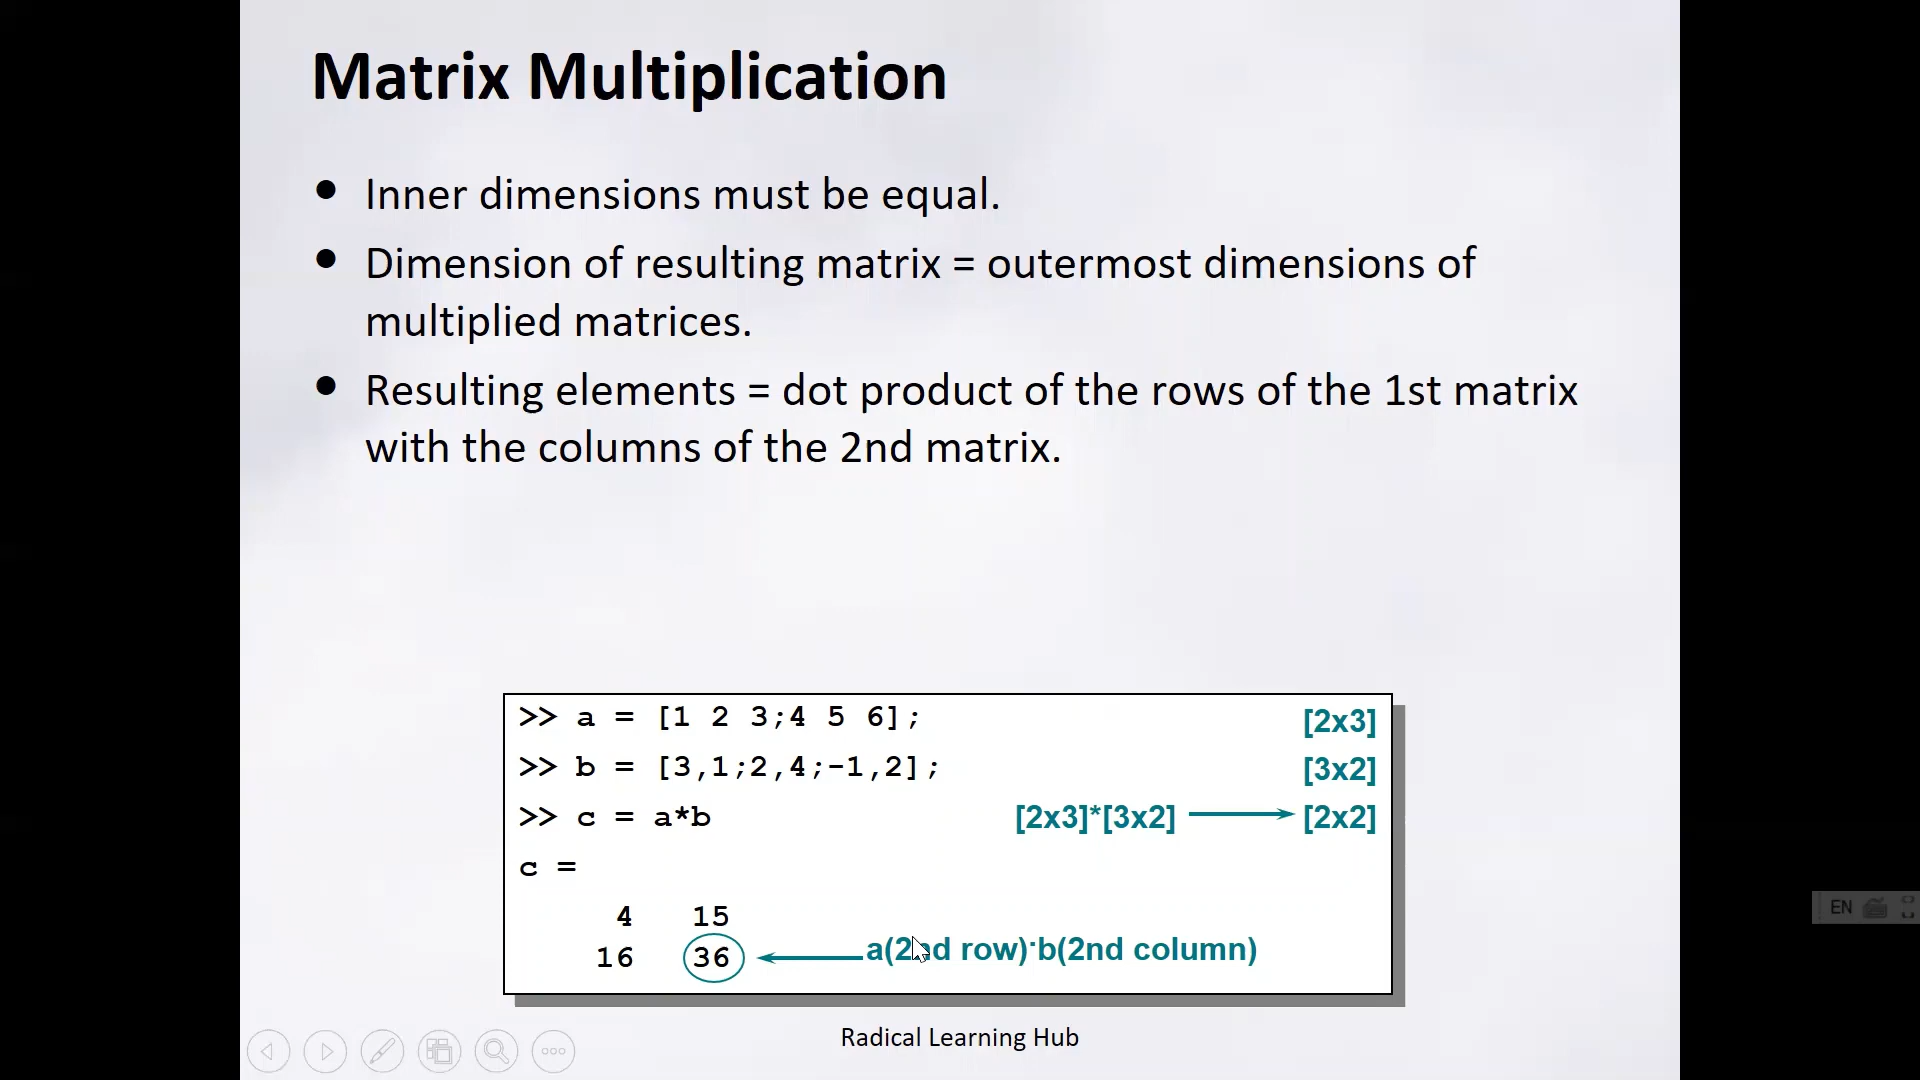 Matrix Multiplication
• Inner dimensions must be equal.
• Dimension of resulting matrix = outermost dimensions of
multiplied matrices.
• Resulting elements = dot product of the rows of the 1st matrix
with the columns of the 2nd matrix.
>> a = [1 2 3;4 5 6]; [2x3]
>> b = [3,1;2,4;-1,2]; [3x2]
>> c = a*b [2x3]*[3x2] [2x2]
c =
4 15
16 36 a(2nd row)·b(2nd column)
Radical Learning Hub
EN